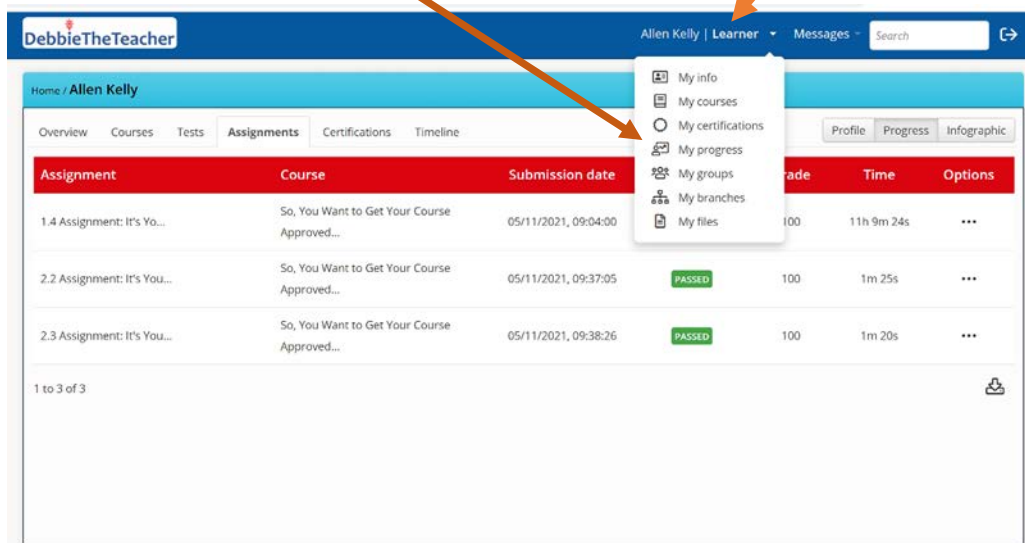 DebbieTheTeacher
Allen Kelly | Learner
Messages
Search
Home / Allen Kelly
My info
My courses
My certifications
My progress
My groups
My branches
My files
Overview Courses Tests Assignments Certifications Timeline
Profile Progress Infographic
Assignment Course Submission date rade Time Options
1.4 Assignment: It's Yo... So, You Want to Get Your Course 05/11/2021, 09:04:00 100 11h 9m 24s
Approved...
2.2 Assignment: It's You... So, You Want to Get Your Course 05/11/2021, 09:37:05 PASSED 100 1m 25s
Approved...
2.3 Assignment: It's You... So, You Want to Get Your Course 05/11/2021, 09:38:26 PASSED 100 1m 20s
Approved...
1 to 3 of 3